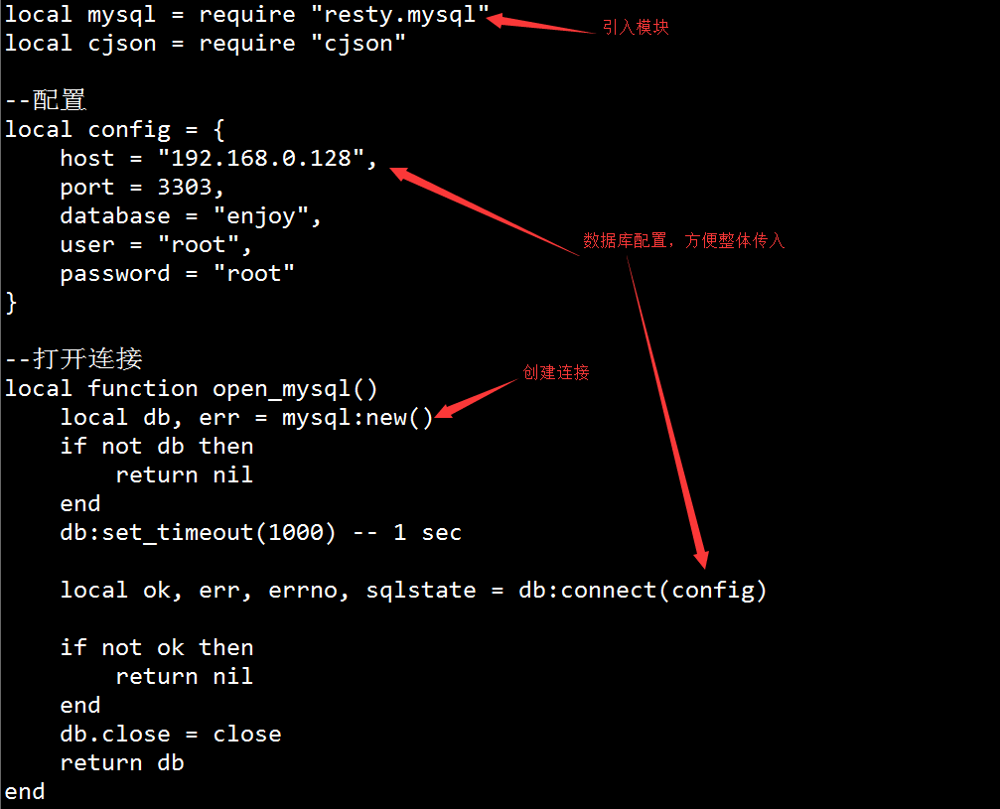 local mysql = require "resty.mysql"
引入模块
local cjson = require "cjson"
--配置
local config = {
    host = "192.168.0.128",
    port = 3303,
    database = "enjoy",
    user = "root",
    password = "root"
}
数据库配置，方便整体传入
--打开连接
local function open_mysql()
创建连接
    local db, err = mysql:new()
    if not db then
        return nil
    end
    db:set_timeout(1000) -- 1 sec
    local ok, err, errno, sqlstate = db:connect(config)
    if not ok then
        return nil
    end
    db.close = close
    return db
end